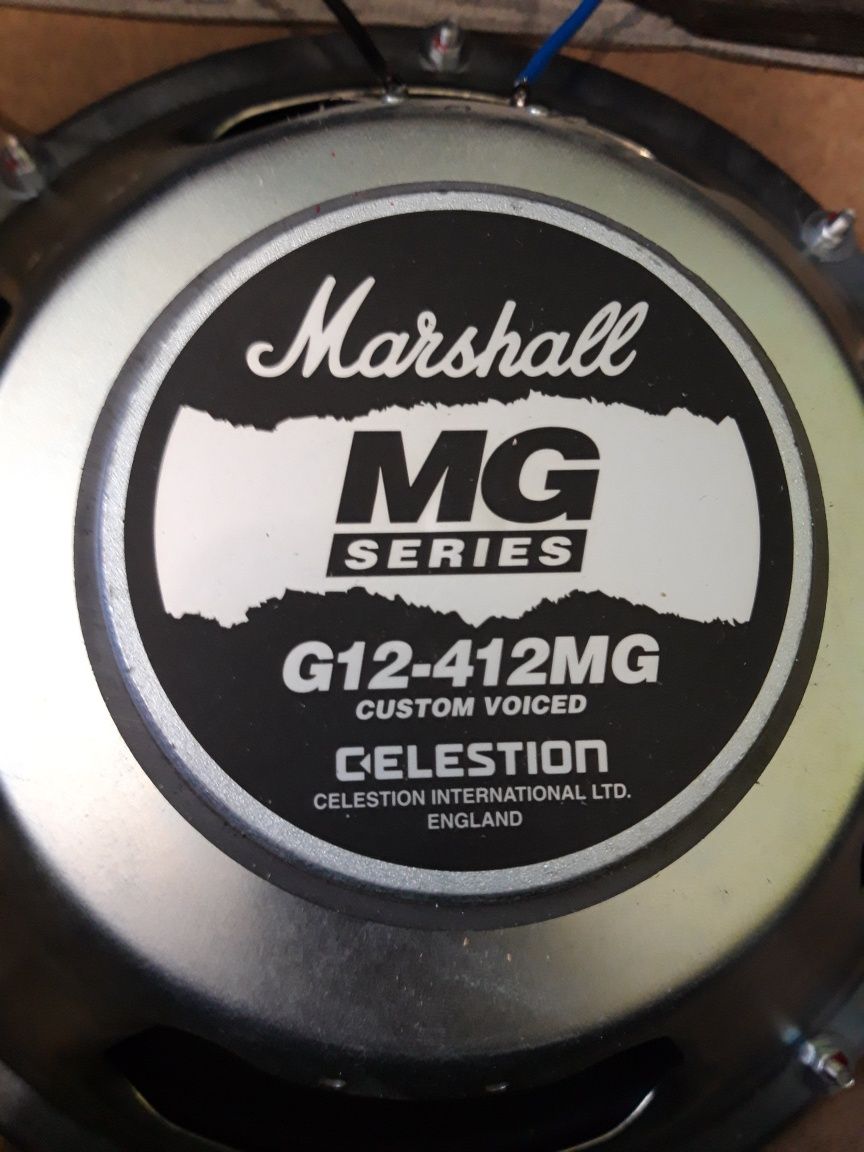 Marshall
MG
SERIES
G12-412MG
CUSTOM VOICED
CELESTION
CELESTION INTERNATIONAL LTD.
ENGLAND